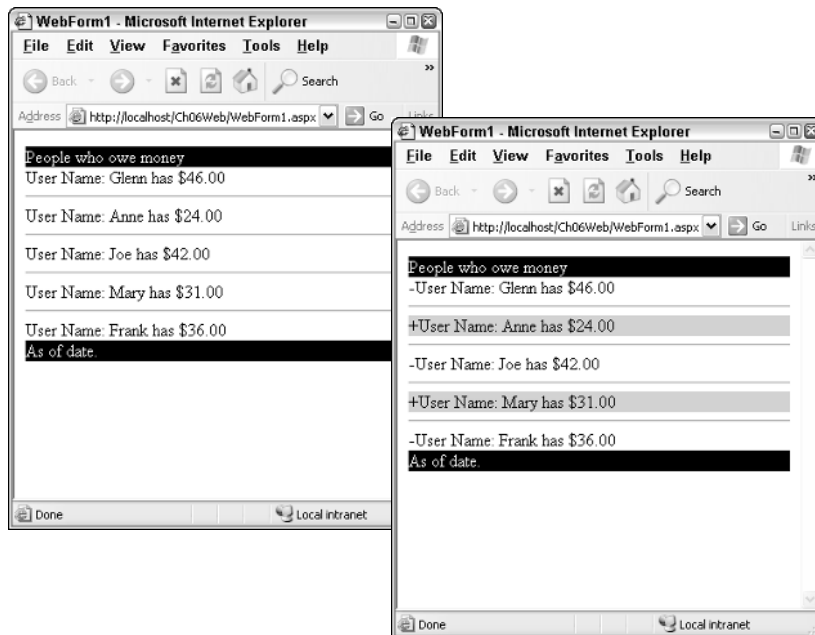 WebForm1 - Microsoft Internet Explorer
File Edit View Favorites Tools Help
Back Search »
Address http://localhost/Ch06Web/WebForm1.aspx Go Links
People who owe money
User Name: Glenn has $46.00
User Name: Anne has $24.00
User Name: Joe has $42.00
User Name: Mary has $31.00
User Name: Frank has $36.00
As of date.
Done Local intranet
WebForm1 - Microsoft Internet Explorer
File Edit View Favorites Tools Help
Back Search »
Address http://localhost/Ch06Web/WebForm1.aspx Go Links
People who owe money
-User Name: Glenn has $46.00
+User Name: Anne has $24.00
-User Name: Joe has $42.00
+User Name: Mary has $31.00
-User Name: Frank has $36.00
As of date.
Done Local intranet